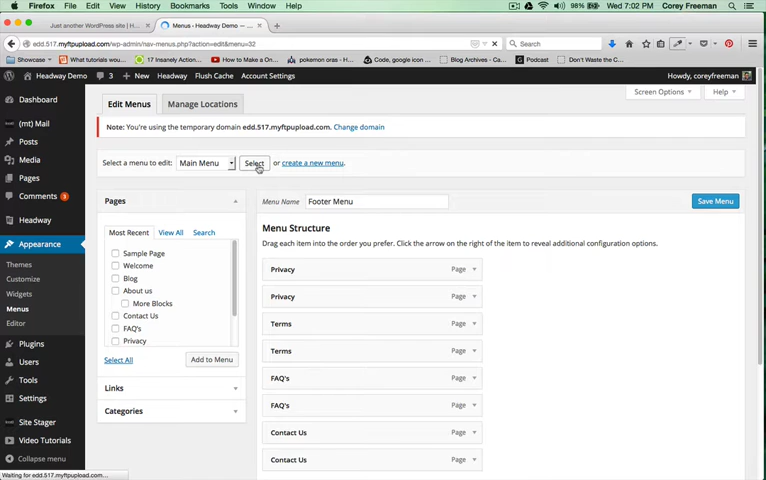 Firefox File Edit View History Bookmarks Tools Window Help 98% Wed 7:02 PM Corey Freeman
Just another WordPress site | H... Menus ‹ Headway Demo — W...
edd.517.myftpupload.com/wp-admin/nav-menus.php?action=edit&menu=32 Search
Showcase What tutorials wou... 17 Insanely Action... How to Make a On... pokemon oras - H... Code, google icon ... Blog Archives - Ca... Podcast Don't Waste the C...
Headway Demo 3 New Headway Flush Cache Account Settings Howdy, coreyfreeman
Screen Options Help
Dashboard
(mt) Mail
Posts
Media
Pages
Comments 3
Headway
Appearance
Themes
Customize
Widgets
Menus
Editor
Plugins
Users
Tools
Settings
Site Stager
Video Tutorials
Collapse menu
Edit Menus Manage Locations
Note: You're using the temporary domain edd.517.myftpupload.com. Change domain
Select a menu to edit: Main Menu Select or create a new menu.
Pages
Most Recent View All Search
Sample Page
Welcome
Blog
About us
More Blocks
Contact Us
FAQ's
Privacy
Select All Add to Menu
Links
Categories
Menu Name Footer Menu Save Menu
Menu Structure
Drag each item into the order you prefer. Click the arrow on the right of the item to reveal additional configuration options.
Privacy Page
Privacy Page
Terms Page
Terms Page
FAQ's Page
FAQ's Page
Contact Us Page
Contact Us Page
Waiting for edd.517.myftpupload.com...